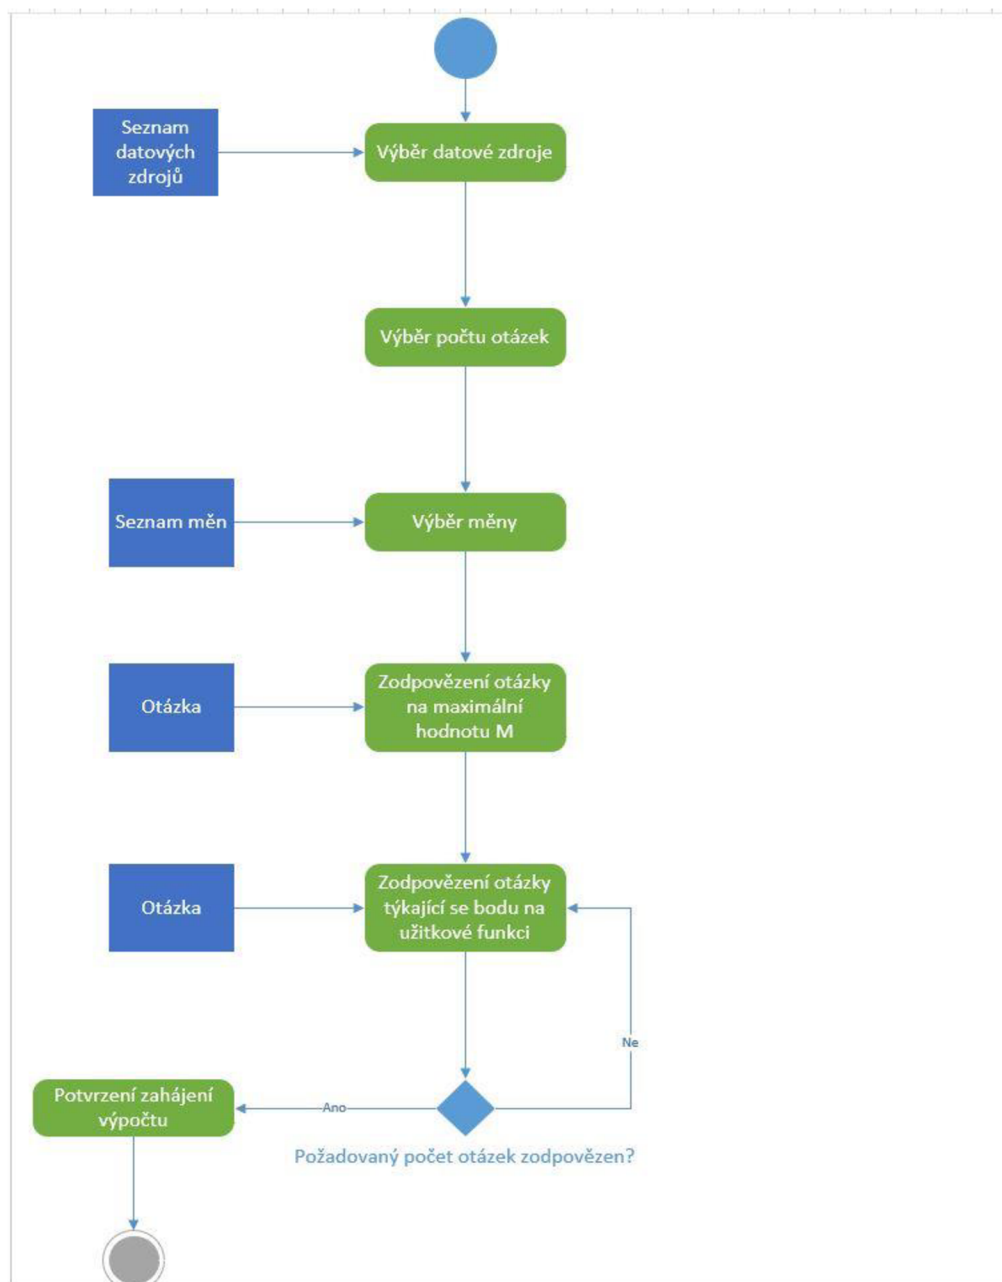 Seznam
datových
zdrojů
Výběr datové zdroje
Výběr počtu otázek
Seznam měn
Výběr měny
Otázka
Zodpovězení otázky
na maximální
hodnotu M
Otázka
Zodpovězení otázky
týkající se bodu na
užitkové funkci
Ne
Potvrzení zahájení
výpočtu
Ano
Požadovaný počet otázek zodpovězen?